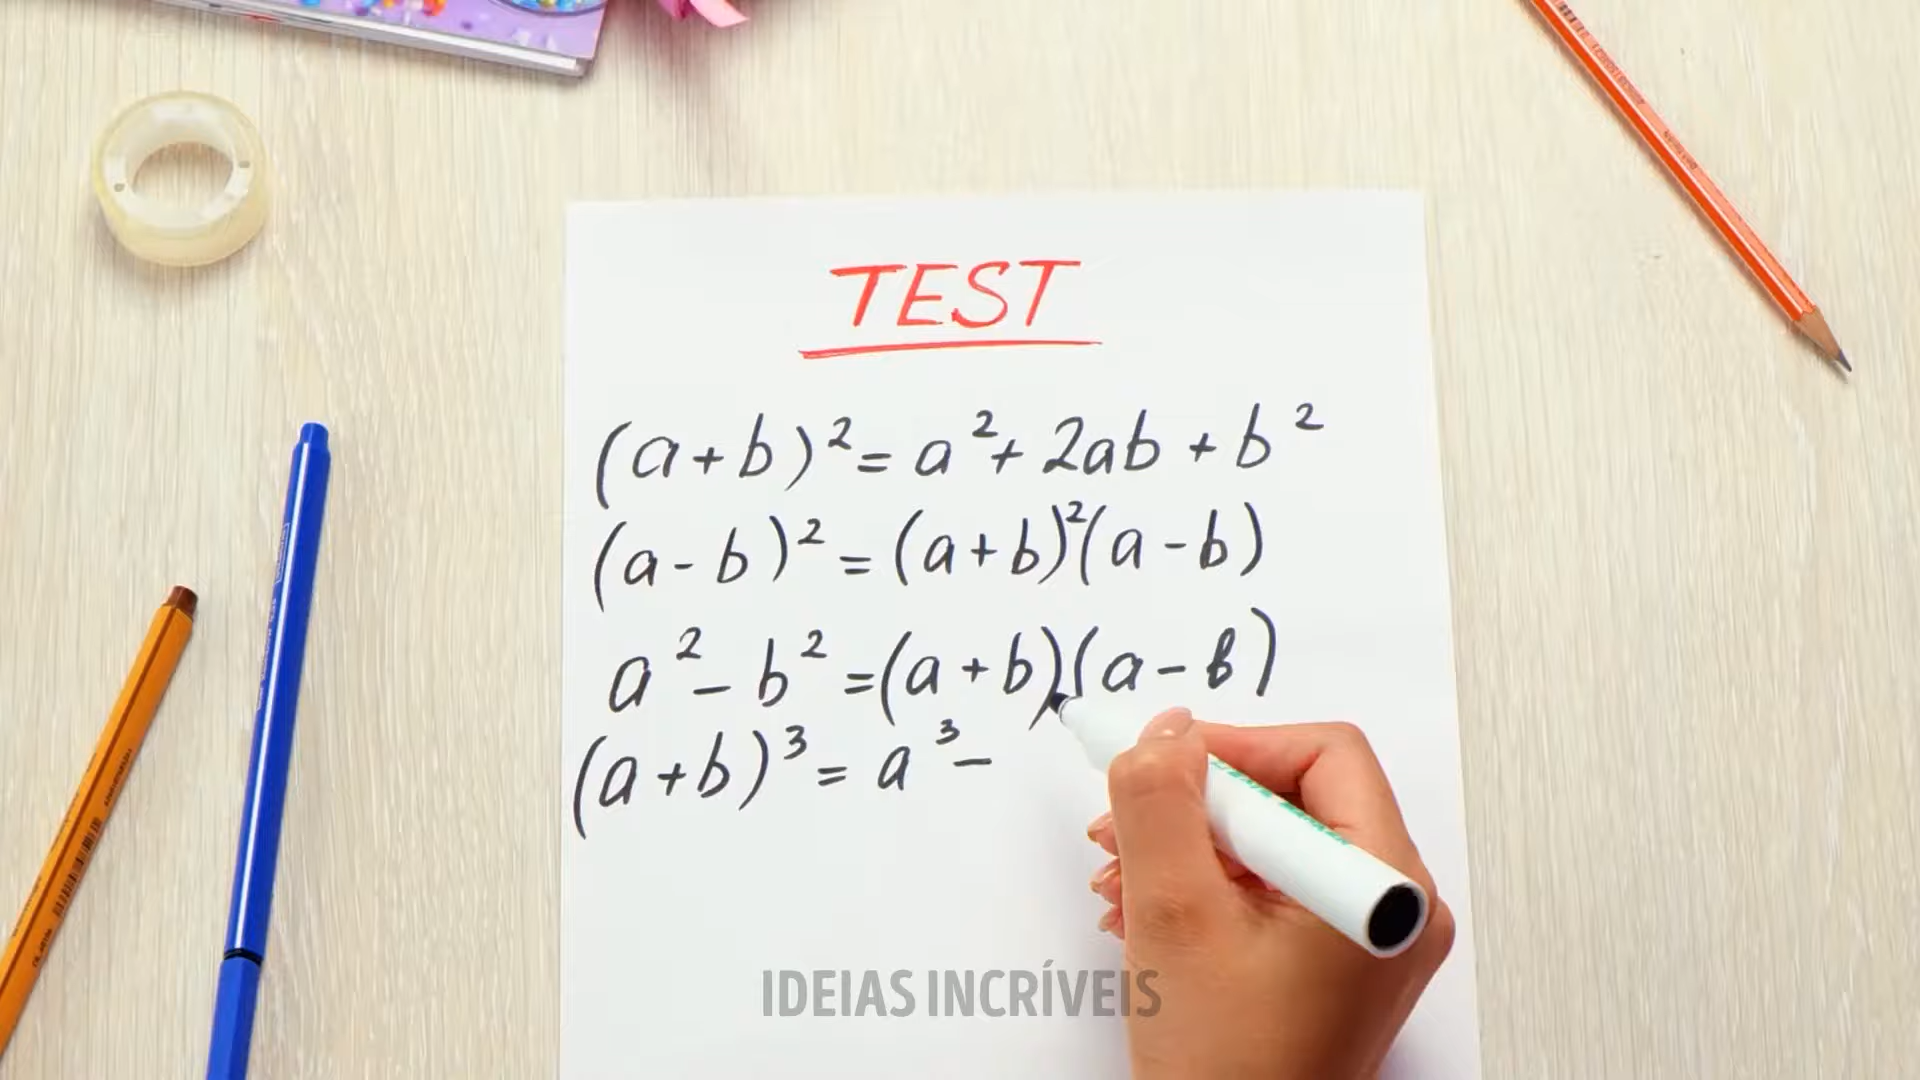 TEST
(a+b)²= a²+ 2ab + b²
(a-b)² = (a+b)²(a-b)
a²- b² =(a+b)(a-b)
(a+b)³= a³-
IDEIAS INCRÍVEIS